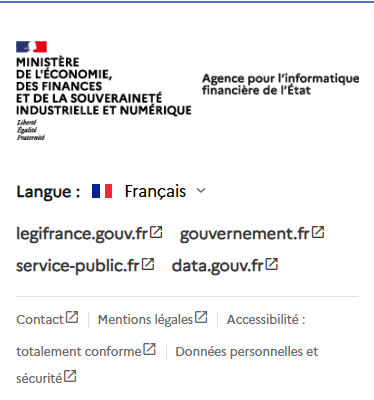 MINISTÈRE
DE L'ÉCONOMIE,
DES FINANCES
ET DE LA SOUVERAINETÉ
INDUSTRIELLE ET NUMÉRIQUE
Liberté
Égalité
Fraternité
Agence pour l'informatique
financière de l'État
Langue : Français
legifrance.gouv.fr gouvernement.fr
service-public.fr data.gouv.fr
Contact Mentions légales Accessibilité :
totalement conforme Données personnelles et
sécurité